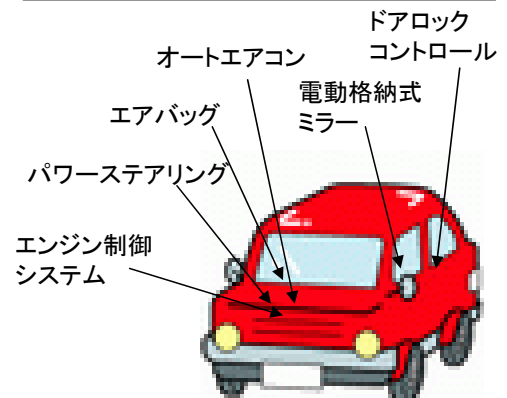 ドアロック
コントロール
オートエアコン
電動格納式
ミラー
エアバッグ
パワーステアリング
エンジン制御
システム